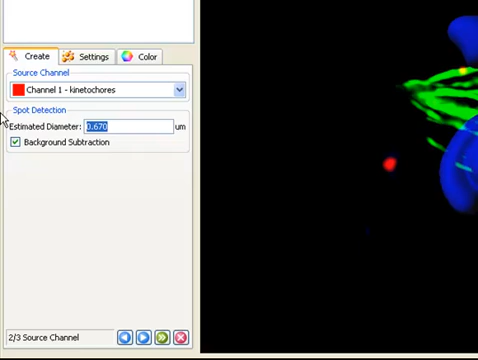 Create Settings Color
Source Channel
Channel 1 - kinetochores
Spot Detection
Estimated Diameter: 0.670 um
Background Subtraction
2/3 Source Channel